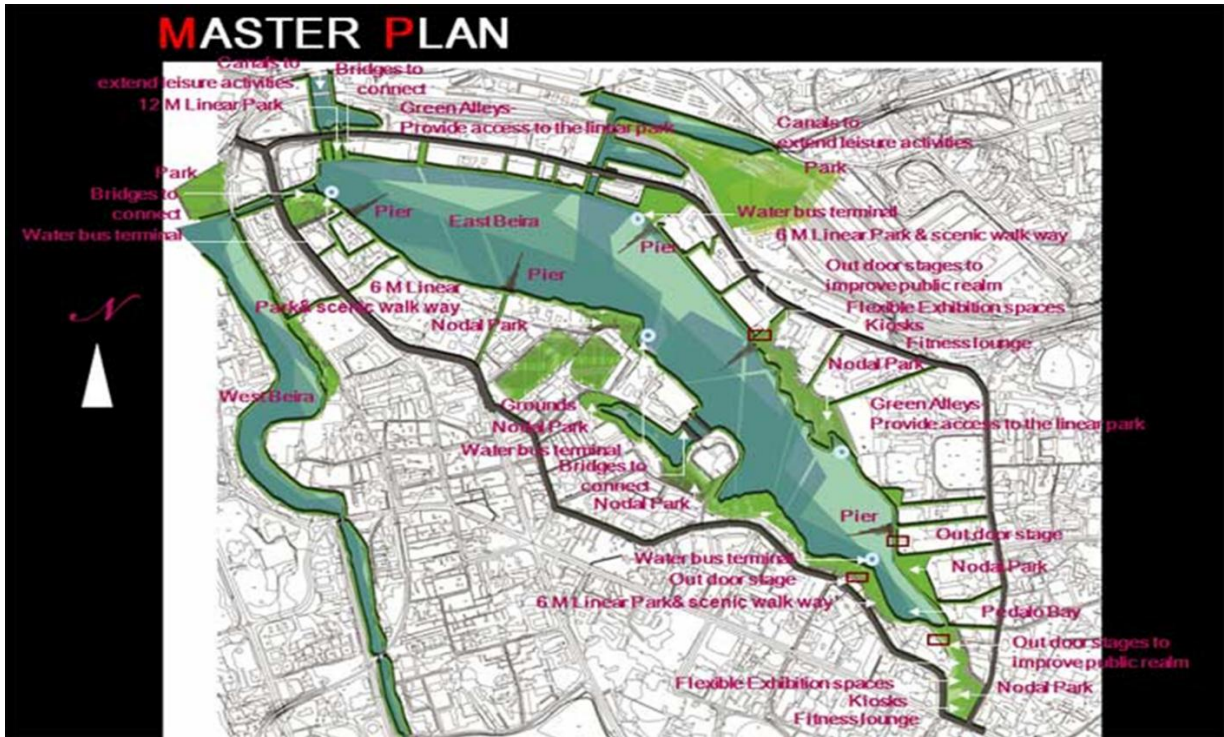 MASTER PLAN
Canals to
extend leisure activities
12 M Linear Park
Bridges to
connect
Green Alleys-
Provide access to the linear park
Canals to
extend leisure activities
Park
Park
Bridges to
connect
Water bus terminal
Pier
East Beira
Pier
Water bus terminal
6 M Linear Park & scenic walk way
Pier
6 M Linear
Park& scenic walk way
Nodal Park
Out door stages to
improve public realm
Flexible Exhibition spaces
Kiosks
Fitness lounge
Nodal Park
N
West Beira
Grounds
Nodal Park
Water bus terminal
Bridges to
connect
Nodal Park
Green Alleys-
Provide access to the linear park
Pier
Out door stage
Water bus terminal
Out door stage
6 M Linear Park& scenic walk way
Nodal Park
Pedalo Bay
Out door stages to
improve public realm
Flexible Exhibition spaces
Kiosks
Fitness lounge
Nodal Park